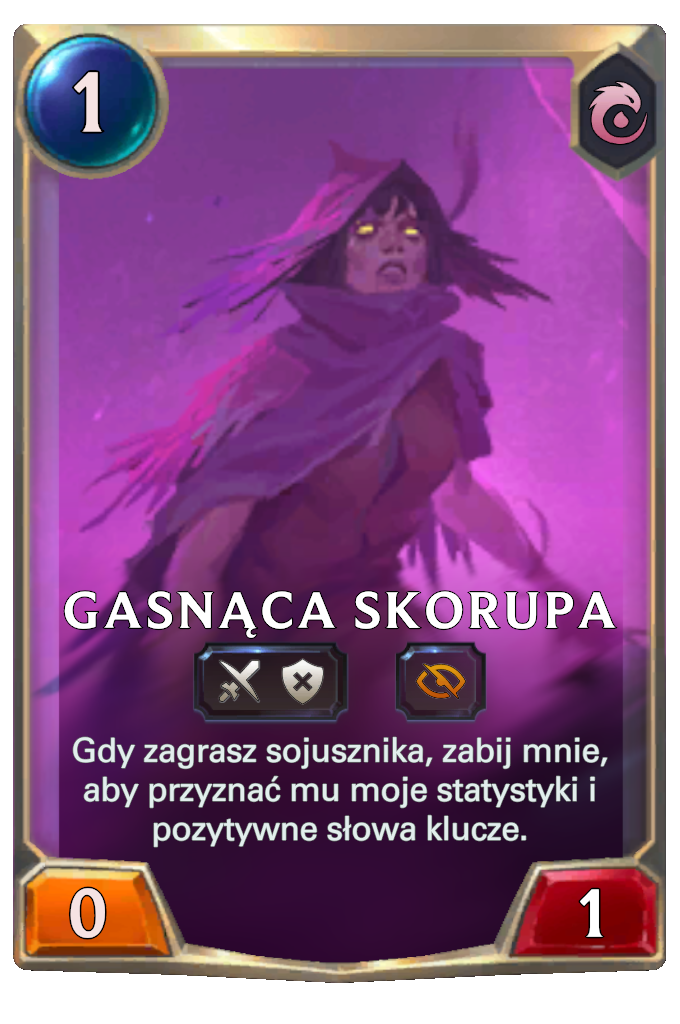 1
GASNĄCA SKORUPA
Gdy zagrasz sojusznika, zabij mnie,
aby przyznać mu moje statystyki i
pozytywne słowa klucze.
0
1